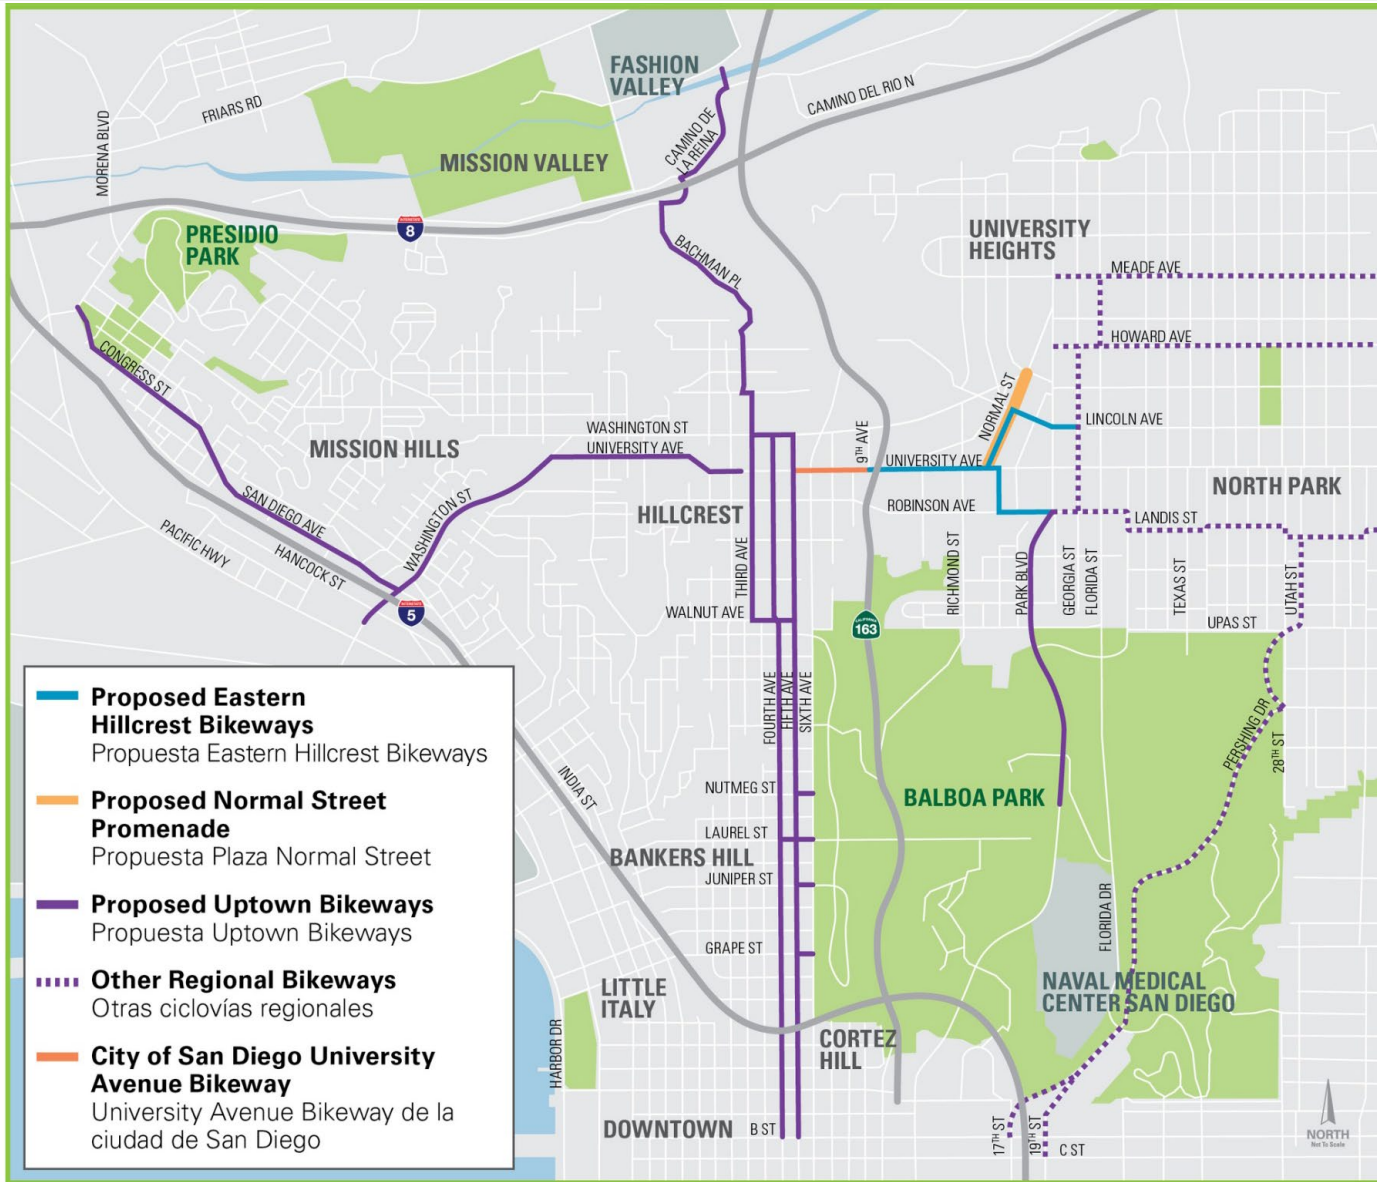 FASHION
VALLEY
CAMINO DEL RIO N
FRIARS RD
MORENA BLVD
CAMINO DE
LA REINA
MISSION VALLEY
INTERSTATE
8
PRESIDIO
PARK
UNIVERSITY
HEIGHTS
BACHMAN PL
MEADE AVE
HOWARD AVE
CONGRESS ST
NORMAL ST
LINCOLN AVE
WASHINGTON ST
UNIVERSITY AVE
9TH AVE
MISSION HILLS
UNIVERSITY AVE
NORTH PARK
SAN DIEGO AVE
WASHINGTON ST
HILLCREST
ROBINSON AVE
LANDIS ST
PACIFIC HWY
HANCOCK ST
THIRD AVE
RICHMOND ST
PARK BLVD
GEORGIA ST
FLORIDA ST
TEXAS ST
UTAH ST
INTERSTATE
5
WALNUT AVE
CALIFORNIA
163
UPAS ST
FOURTH AVE
FIFTH AVE
SIXTH AVE
PERSHING DR
28TH ST
INDIA ST
NUTMEG ST
BALBOA PARK
LAUREL ST
BANKERS HILL
JUNIPER ST
FLORIDA DR
GRAPE ST
NAVAL MEDICAL
CENTER SAN DIEGO
LITTLE
ITALY
HARBOR DR
CORTEZ
HILL
DOWNTOWN
B ST
17TH ST
19TH ST
C ST
NORTH
Not To Scale
Proposed Eastern
Hillcrest Bikeways
Propuesta Eastern Hillcrest Bikeways
Proposed Normal Street
Promenade
Propuesta Plaza Normal Street
Proposed Uptown Bikeways
Propuesta Uptown Bikeways
Other Regional Bikeways
Otras ciclovías regionales
City of San Diego University
Avenue Bikeway
University Avenue Bikeway de la
ciudad de San Diego